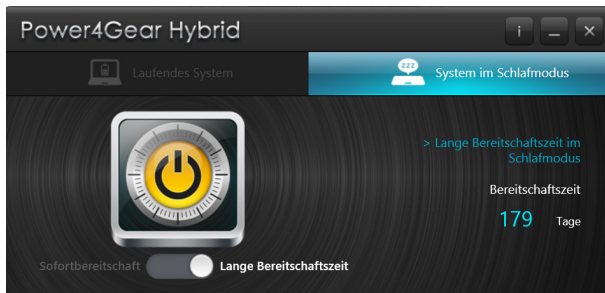 Power4Gear Hybrid
i
Laufendes System
zzz
System im Schlafmodus
> Lange Bereitschaftszeit im
Schlafmodus
Bereitschaftszeit
179 Tage
Sofortbereitschaft
Lange Bereitschaftszeit